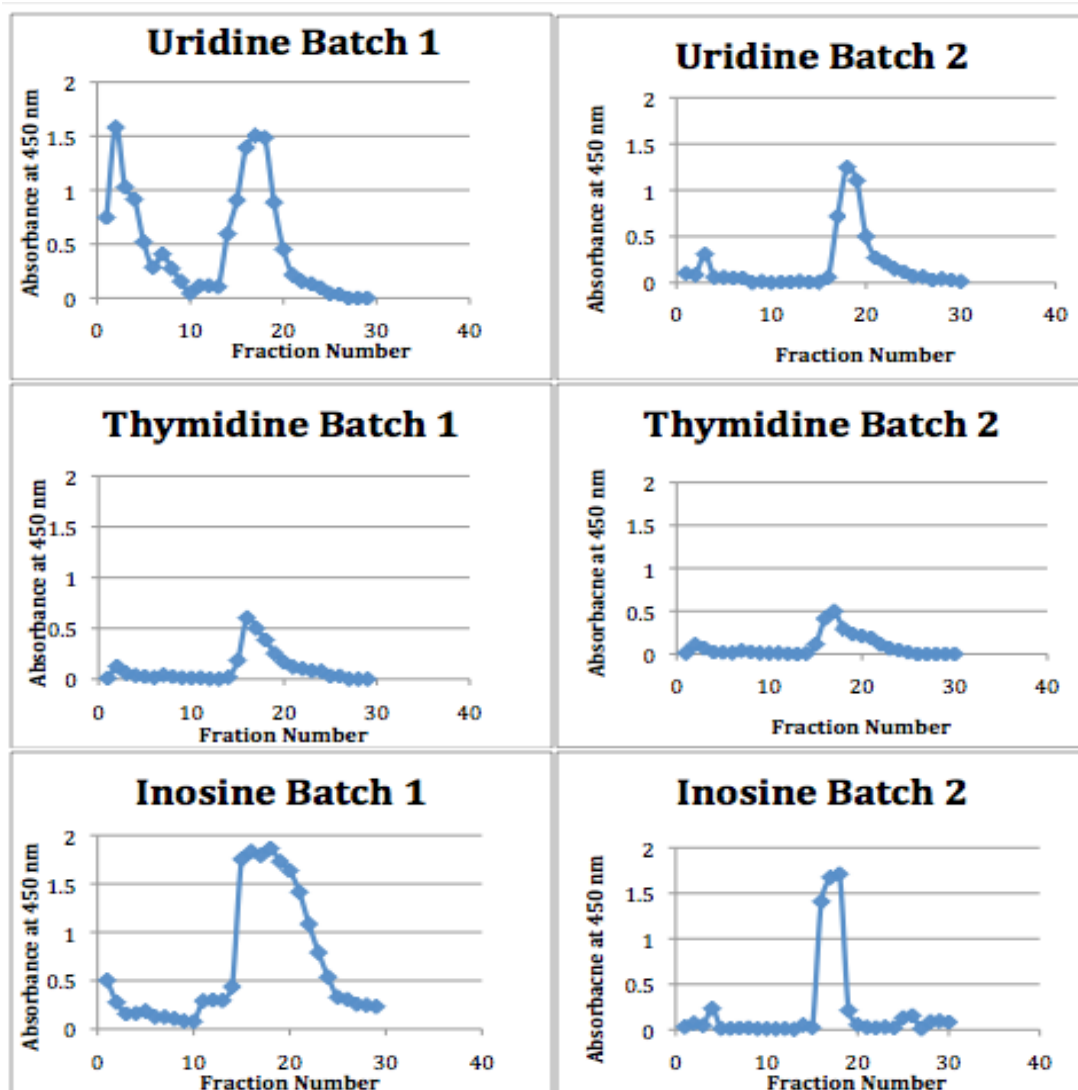 Uridine Batch 1
Absorbance at 450 nm
2
1.5
1
0.5
0
0 10 20 30 40
Fraction Number
Uridine Batch 2
Absorbance at 450 nm
2
1.5
1
0.5
0
0 10 20 30 40
Fraction Number
Thymidine Batch 1
Absorbance at 450 nm
2
1.5
1
0.5
0
0 10 20 30 40
Fration Number
Thymidine Batch 2
Absorbacne at 450 nm
2
1.5
1
0.5
0
0 10 20 30 40
Fraction Number
Inosine Batch 1
Absorbance at 450 nm
2
1.5
1
0.5
0
0 10 20 30 40
Fraction Number
Inosine Batch 2
Absorbacne at 450 nm
2
1.5
1
0.5
0
0 10 20 30 40
Fraction Number